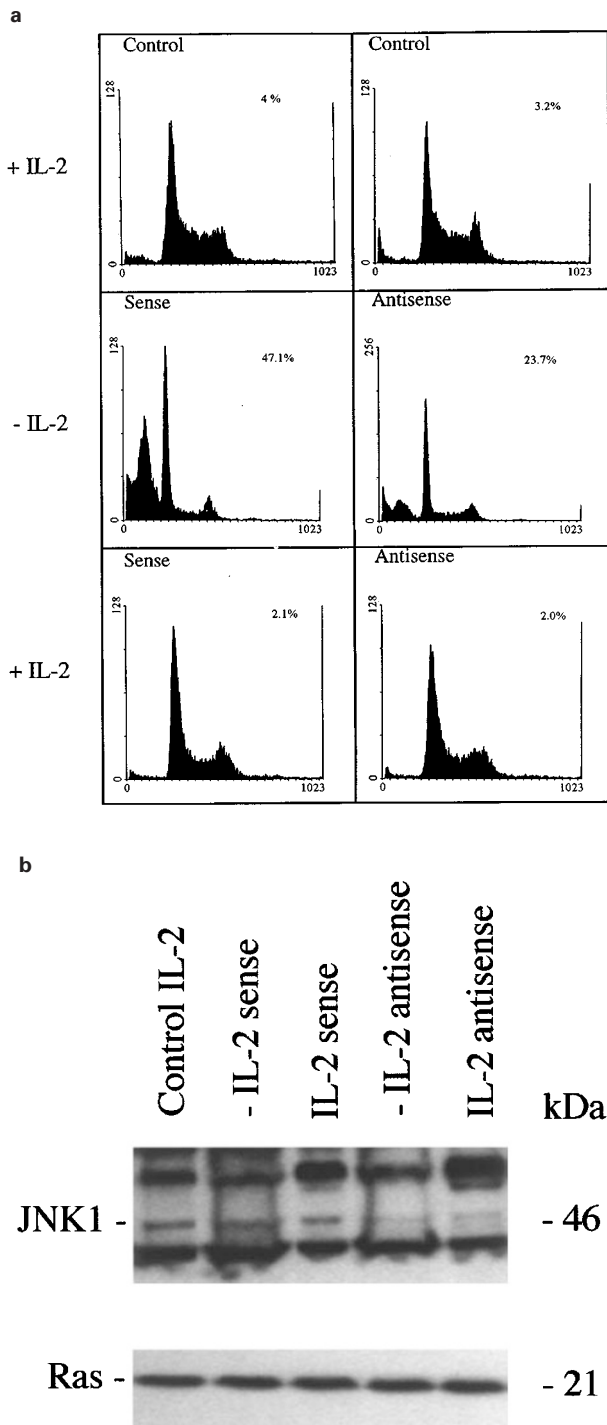 a
Control
Control
+ IL-2
128
4 %
0
0
1023
128
3.2%
0
0
1023
Sense
Antisense
- IL-2
128
47.1%
0
0
1023
256
23.7%
0
0
1023
Sense
Antisense
+ IL-2
128
2.1%
0
0
1023
128
2.0%
0
0
1023
b
Control IL-2
- IL-2 sense
IL-2 sense
- IL-2 antisense
IL-2 antisense
kDa
JNK1 -
- 46
Ras -
- 21